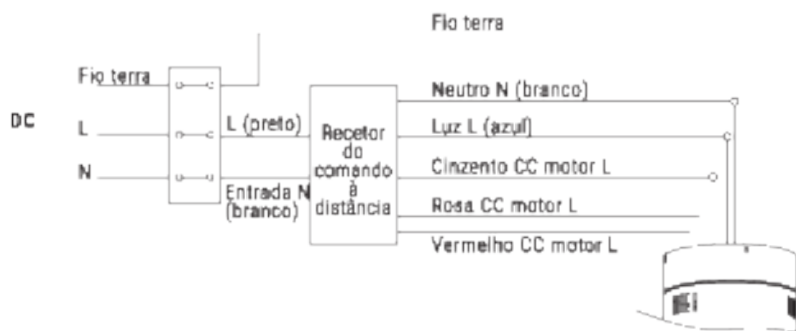 Fio terra
Fio terra
Neutro N (branco)
DC
L
L (preto)
Recetor
do
comando
à
distância
Luz L (azul)
N
Entrada N
(branco)
Cinzento CC motor L
Rosa CC motor L
Vermelho CC motor L